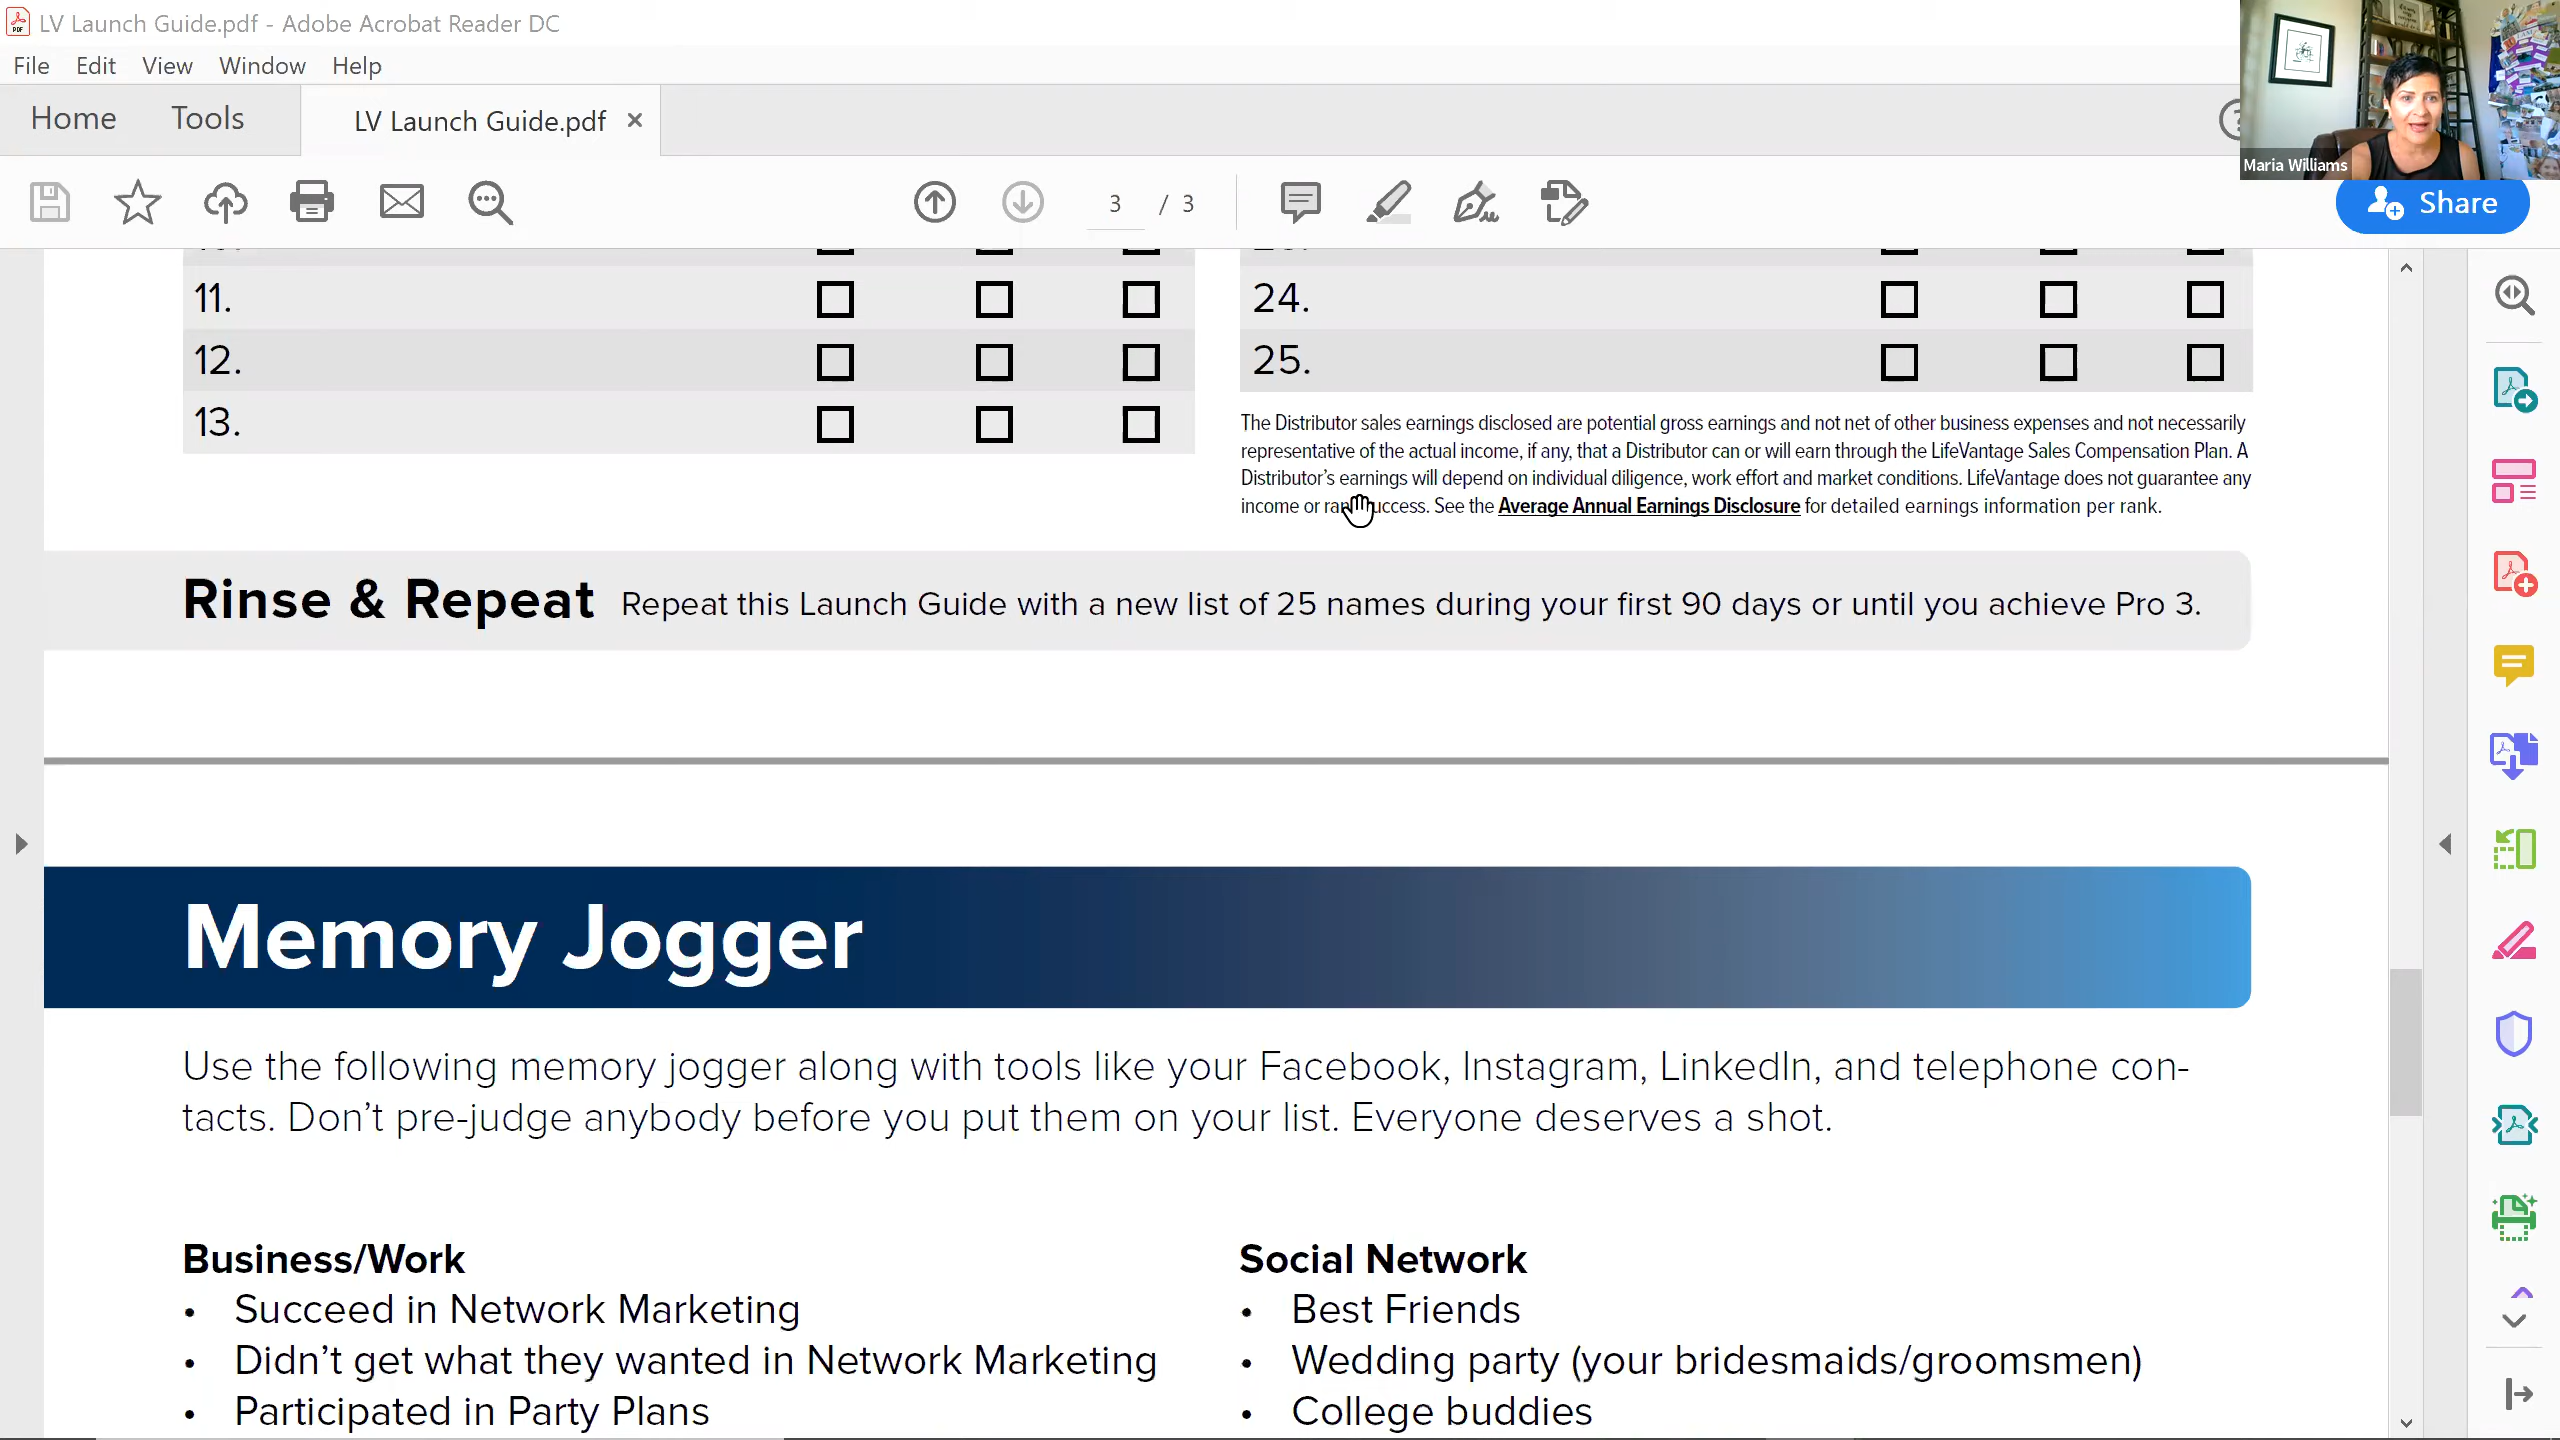 LV Launch Guide.pdf - Adobe Acrobat Reader DC
File Edit View Window Help
Home Tools LV Launch Guide.pdf ×
Maria Williams
3 / 3
Share
11.
12.
13.
24.
25.
The Distributor sales earnings disclosed are potential gross earnings and not net of other business expenses and not necessarily
representative of the actual income, if any, that a Distributor can or will earn through the LifeVantage Sales Compensation Plan. A
Distributor’s earnings will depend on individual diligence, work effort and market conditions. LifeVantage does not guarantee any
income or success. See the Average Annual Earnings Disclosure for detailed earnings information per rank.
Rinse & Repeat Repeat this Launch Guide with a new list of 25 names during your first 90 days or until you achieve Pro 3.
Memory Jogger
Use the following memory jogger along with tools like your Facebook, Instagram, LinkedIn, and telephone con-
tacts. Don’t pre-judge anybody before you put them on your list. Everyone deserves a shot.
Business/Work
• Succeed in Network Marketing
• Didn’t get what they wanted in Network Marketing
• Participated in Party Plans
Social Network
• Best Friends
• Wedding party (your bridesmaids/groomsmen)
• College buddies